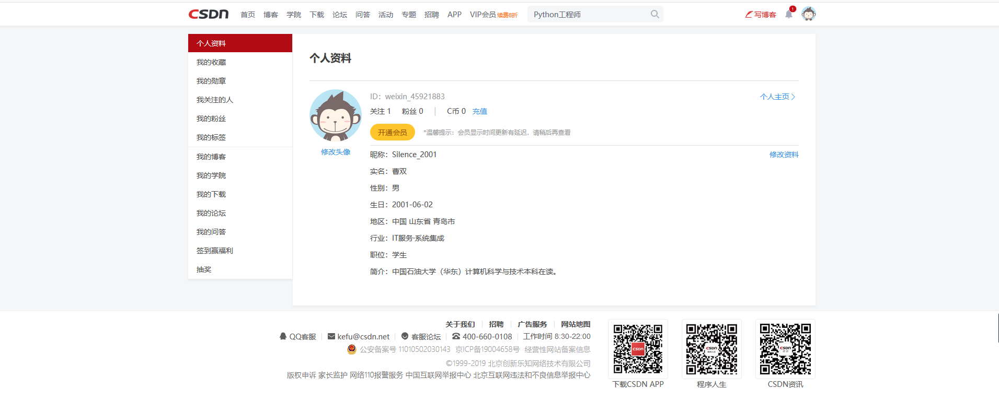 CSDN 首页 博客 学院 下载 论坛 问答 活动 专题 招聘 APP VIP会员 续费8折 Python工程师 写博客 1
个人资料
我的收藏
我的勋章
我关注的人
我的粉丝
我的标签
我的博客
我的学院
我的下载
我的论坛
我的问答
签到赢福利
抽奖
个人资料
ID：weixin_45921883 个人主页
关注 1 粉丝 0 C币 0 充值
开通会员 *温馨提示：会员显示时间更新有延迟，请稍后再查看
修改头像
昵称：Silence_2001 修改资料
实名：曹双
性别：男
生日：2001-06-02
地区：中国 山东省 青岛市
行业：IT服务·系统集成
职位：学生
简介：中国石油大学（华东）计算机科学与技术本科在读。
关于我们 招聘 广告服务 网站地图
QQ客服 kefu@csdn.net 客服论坛 400-660-0108 工作时间 8:30-22:00
公安备案号 11010502030143 京ICP备19004658号 经营性网站备案信息
©1999-2019 北京创新乐知网络技术有限公司
版权申诉 家长监护 网络110报警服务 中国互联网举报中心 北京互联网违法和不良信息举报中心
CSDN
下载CSDN APP
CSDN
程序人生
CSDN
CSDN资讯